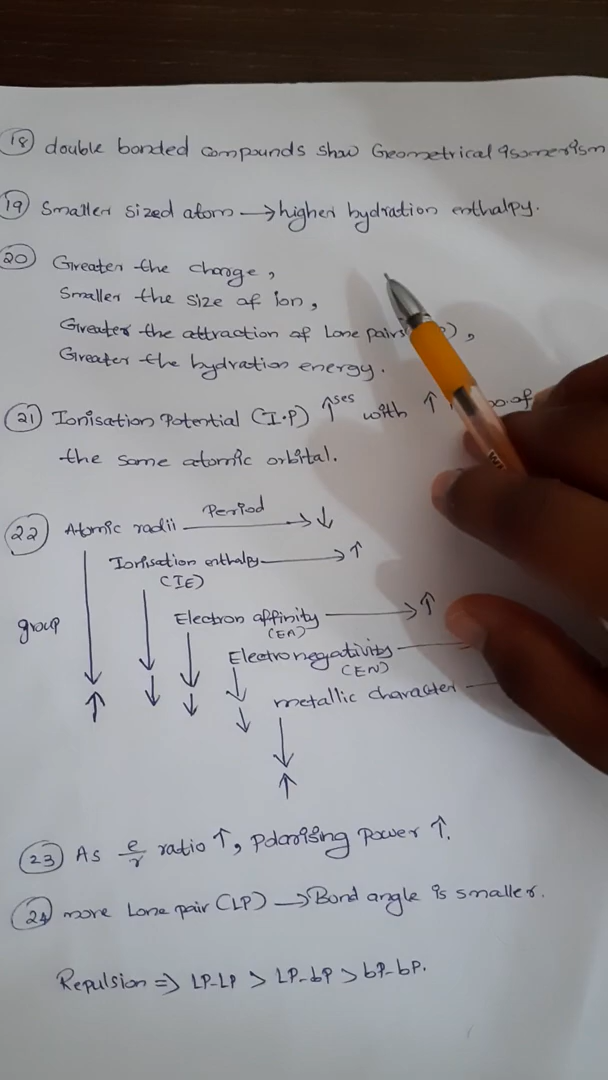 18 double bonded compounds show Geometrical isomerism
19 Smaller sized atom → higher hydration enthalpy.
20 Greater the charge,
Smaller the size of ion,
Greater the attraction of Lone pairs ),
Greater the hydration energy.
21 Ionisation Potential (I.P) ↑ses with ↑ no. of
the same atomic orbital.
22 Atomic radii Period → ↓
Ionisation enthalpy → ↑
(IE)
group
Electron affinity → ↑
(EA)
Electronegativity
(EN)
metallic character
↑ ↓ ↓ ↓ ↑
23 As e/r ratio ↑, Polarising Power ↑.
24 more Lone pair (LP) → Bond angle is smaller.
Repulsion ⇒ LP-LP > LP-bP > bP-bP.